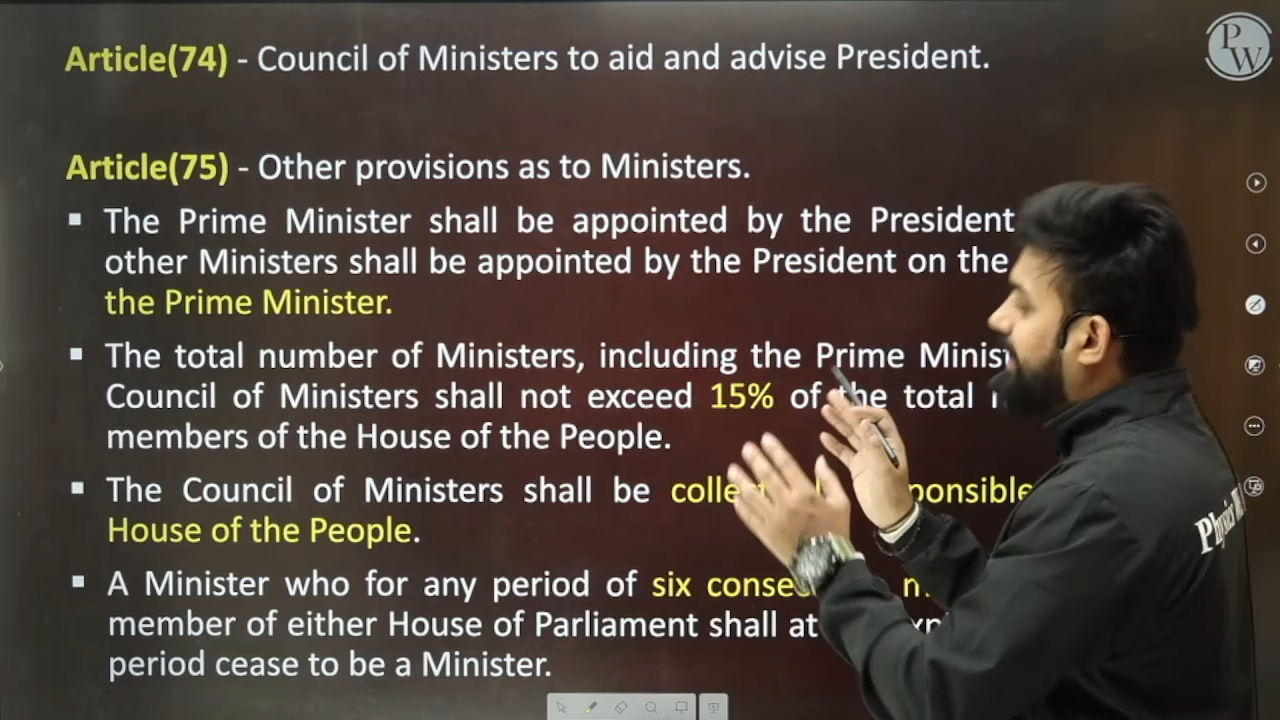 Article(74) - Council of Ministers to aid and advise President.
PW
Article(75) - Other provisions as to Ministers.
▪ The Prime Minister shall be appointed by the President
other Ministers shall be appointed by the President on the
the Prime Minister.
▪ The total number of Ministers, including the Prime
Council of Ministers shall not exceed 15% of the total
members of the House of the People.
▪ The Council of Ministers shall be
House of the People.
▪ A Minister who for any period of six
member of either House of Parliament shall at
period cease to be a Minister.